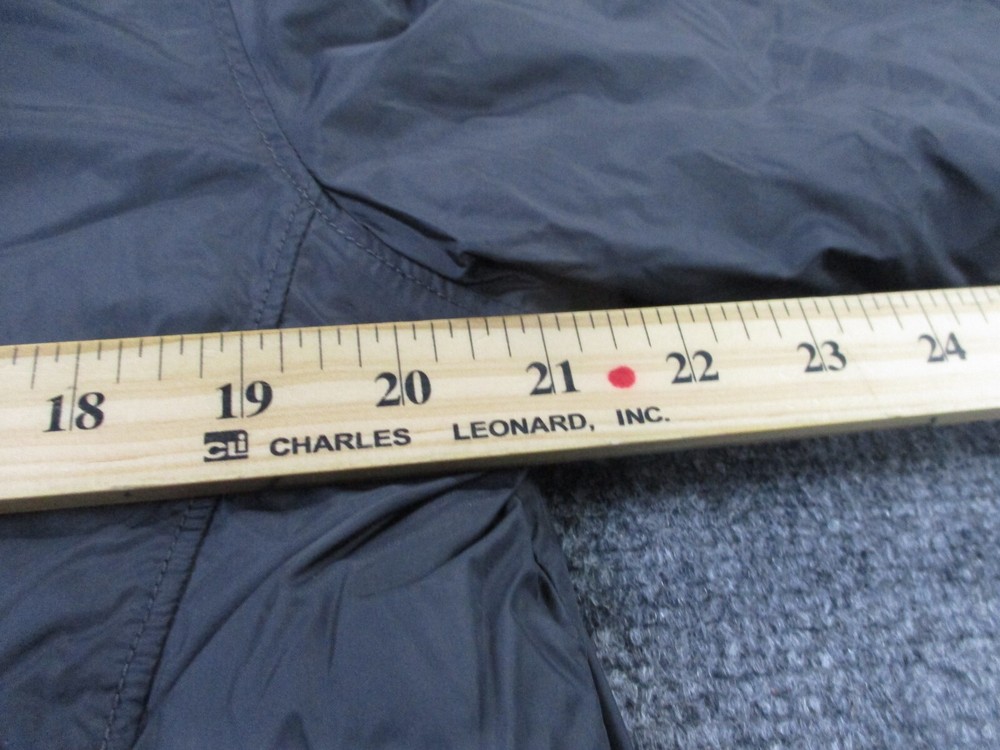 18 19 20 21 22 23 24
CLi CHARLES LEONARD, INC.